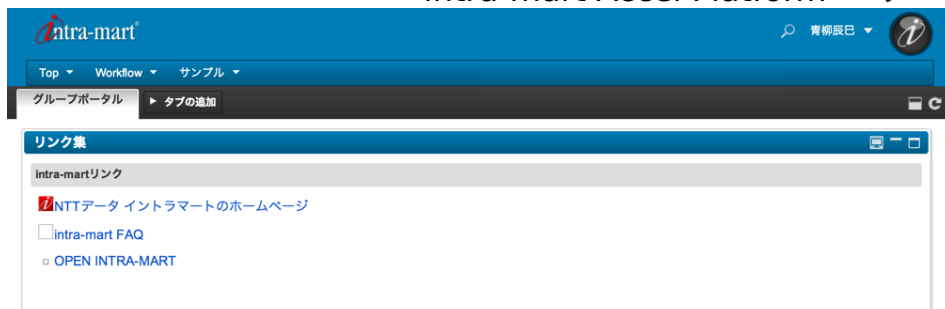 intra-mart
青柳辰巳
Top Workflow サンプル
グループポータル タブの追加
リンク集
intra-martリンク
NTTデータ イントラマートのホームページ
intra-mart FAQ
OPEN INTRA-MART